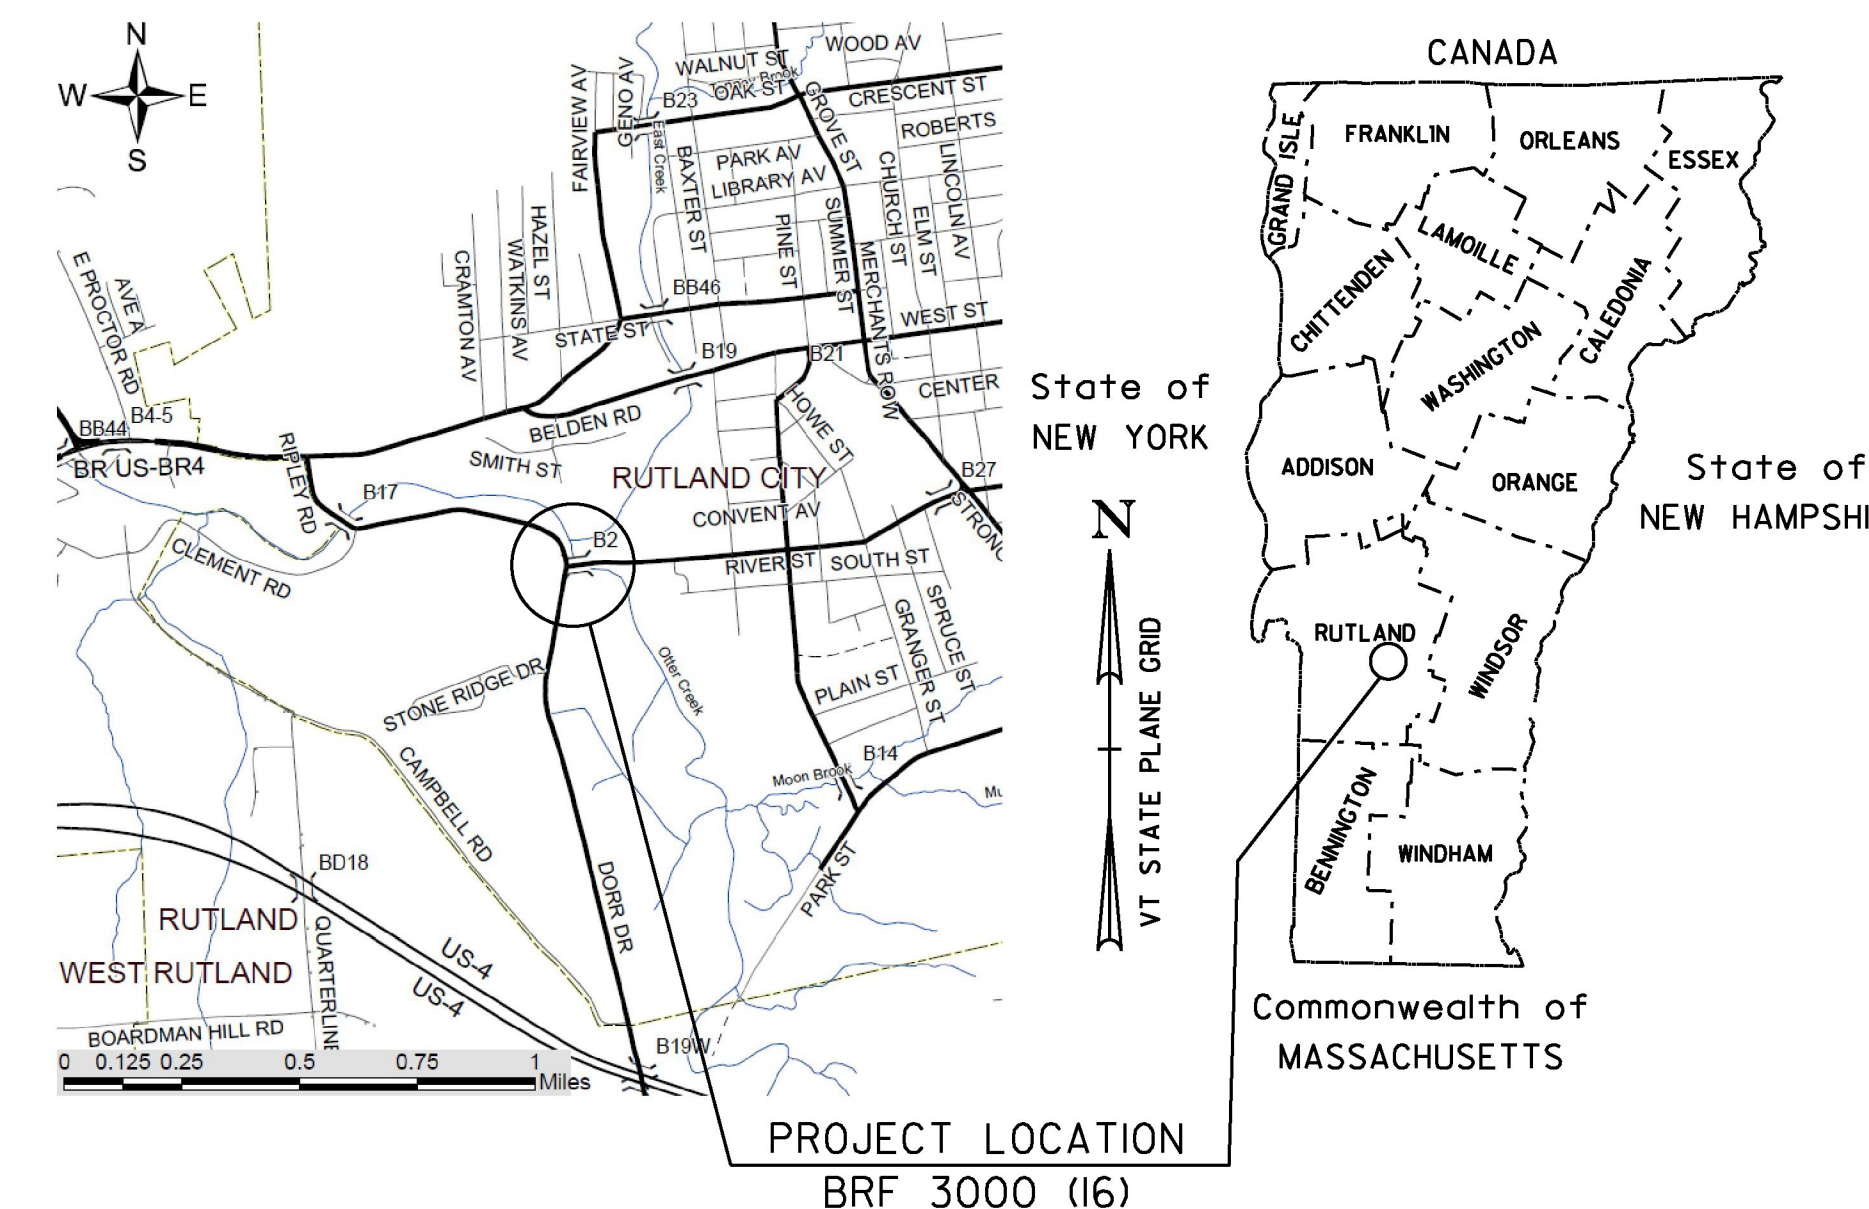 N
W E
S
WALNUT ST
WOOD AV
Tenney Brook
OAK ST
CRESCENT ST
GROVE ST
ROBERTS
FAIRVIEW AV
GENO AV
B23
East Creek
BAXTER ST
PARK AV
LIBRARY AV
CHURCH ST
LINCOLN AV
ELM ST
SUMMER ST
PINE ST
MERCHANTS ROW
HAZEL ST
WATKINS AV
CRAMTON AV
E PROCTOR RD
AVE A
BB46
STATE ST
WEST ST
B19
B21
CENTER
HOWE ST
BELDEN RD
SMITH ST
BB44
B4-5
BR US-BR4
RIPLEY RD
B17
RUTLAND CITY
B27
STRONG
CONVENT AV
B2
RIVER ST
SOUTH ST
CLEMENT RD
GRANGER ST
SPRUCE ST
Otter Creek
STONE RIDGE DR
PLAIN ST
B14
Moon Brook
Mu
CAMPBELL RD
PARK ST
DORR DR
BD18
RUTLAND
QUARTERLINE
WEST RUTLAND
US-4
US-4
BOARDMAN HILL RD
B19W
0 0.125 0.25 0.5 0.75 1
Miles
CANADA
GRAND ISLE
FRANKLIN
ORLEANS
ESSEX
LAMOILLE
CHITTENDEN
CALEDONIA
WASHINGTON
State of
NEW YORK
ADDISON
ORANGE
State of
NEW HAMPSHI
N
VT STATE PLANE GRID
RUTLAND
WINDSOR
BENNINGTON
WINDHAM
Commonwealth of
MASSACHUSETTS
PROJECT LOCATION
BRF 3000 (16)